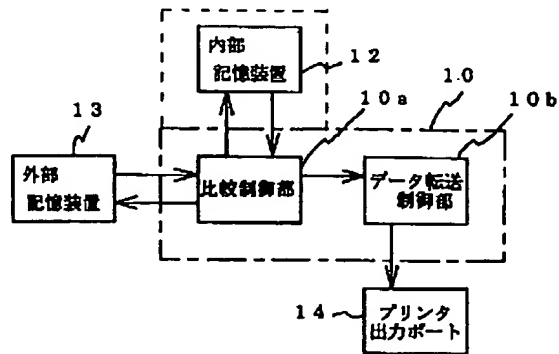 内部
記憶装置
12
10
10a
10b
13
外部
記憶装置
比較制御部
データ転送
制御部
14
プリンタ
出力ポート